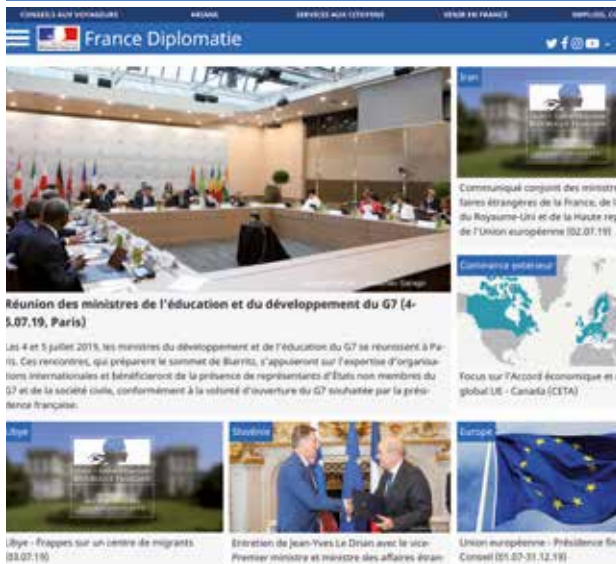 CONSEILS AUX VOYAGEURS
ARIANE
SERVICES AUX CITOYENS
VENIR EN FRANCE
EMPLOIS,
France Diplomatie
Réunion des ministres de l'éducation et du développement du G7 (4-
5.07.19, Paris)
Les 4 et 5 juillet 2019, les ministres du développement et de l'éducation du G7 se réunissent à Pa-
ris. Ces rencontres, qui préparent le sommet de Biarritz, s'appuieront sur l'expertise d'organisa-
tions internationales et bénéficieront de la présence de représentants d'États non membres du
G7 et de la société civile, conformément à la volonté d'ouverture du G7 souhaitée par la prési-
dence française.
Iran
Communiqué conjoint des ministr
faires étrangères de la France, de l
du Royaume-Uni et de la Haute re
de l'Union européenne (02.07.19)
Commerce extérieur
Focus sur l'Accord économique et
global UE - Canada (CETA)
Libye
Libye - Frappes sur un centre de migrants
(03.07.19)
Slovénie
Entretien de Jean-Yves Le Drian avec le vice-
Premier ministre et ministre des affaires étran-
Europe
Union européenne - Présidence fin
Conseil (01.07-31.12.19)